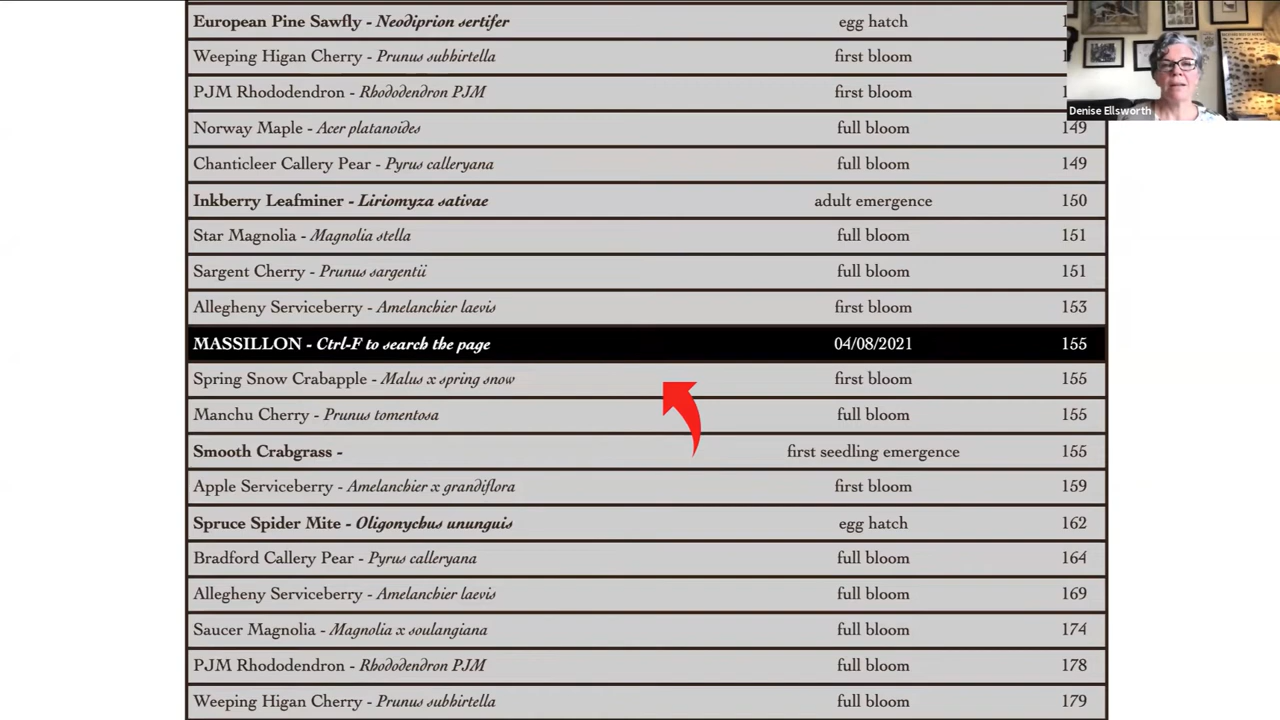 European Pine Sawfly - Neodiprion sertifer egg hatch
Weeping Higan Cherry - Prunus subhirtella first bloom
PJM Rhododendron - Rhododendron PJM first bloom
Denise Ellsworth
Norway Maple - Acer platanoides full bloom 149
Chanticleer Callery Pear - Pyrus calleryana full bloom 149
Inkberry Leafminer - Liriomyza sativae adult emergence 150
Star Magnolia - Magnolia stella full bloom 151
Sargent Cherry - Prunus sargentii full bloom 151
Allegheny Serviceberry - Amelanchier laevis first bloom 153
MASSILLON - Ctrl-F to search the page 04/08/2021 155
Spring Snow Crabapple - Malus x spring snow first bloom 155
Manchu Cherry - Prunus tomentosa full bloom 155
Smooth Crabgrass - first seedling emergence 155
Apple Serviceberry - Amelanchier x grandiflora first bloom 159
Spruce Spider Mite - Oligonychus ununguis egg hatch 162
Bradford Callery Pear - Pyrus calleryana full bloom 164
Allegheny Serviceberry - Amelanchier laevis full bloom 169
Saucer Magnolia - Magnolia x soulangiana full bloom 174
PJM Rhododendron - Rhododendron PJM full bloom 178
Weeping Higan Cherry - Prunus subhirtella full bloom 179